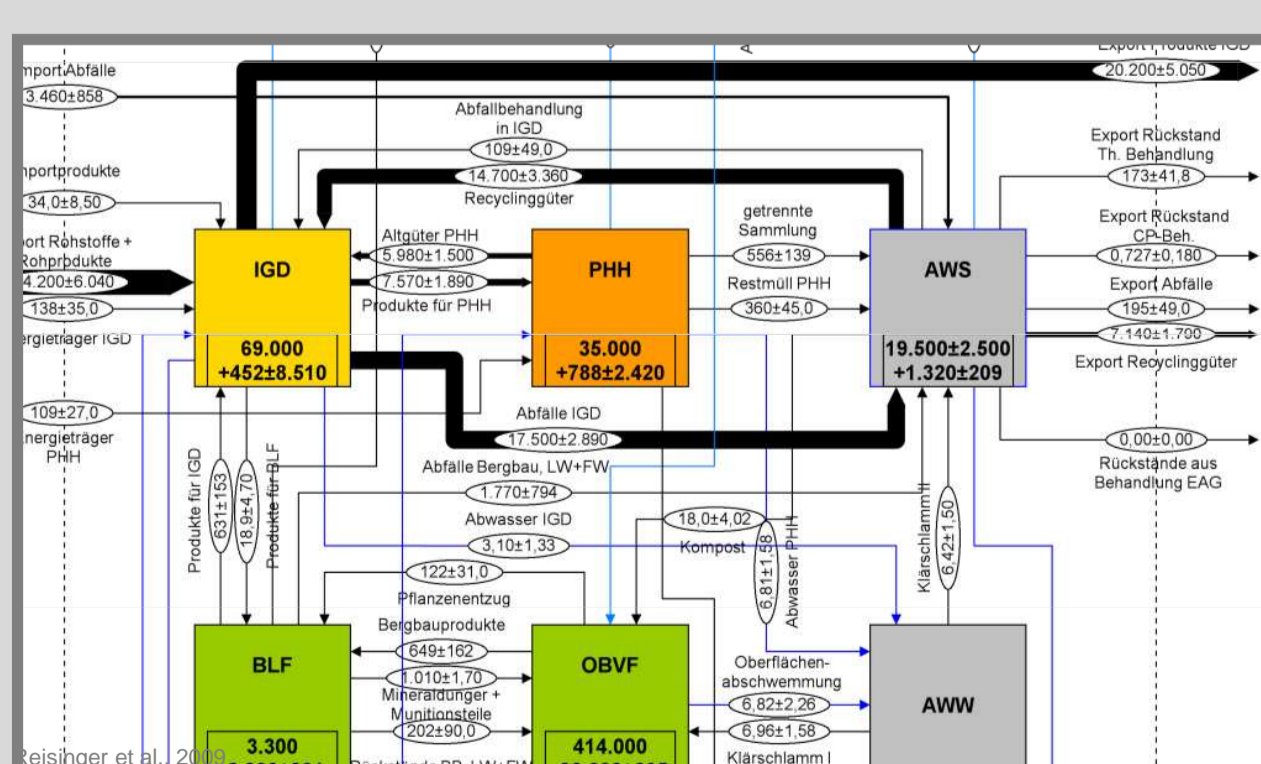 Export Produkte IGD
20.200±5.050
Abfälle
3.460±858
Abfallbehandlung
in IGD
109±49,0
14.700±3.360
Recyclinggüter
Export Rückstand
Th. Behandlung
173±41,8
34,0±8,50
Rohstoffe +
Rohprodukte
4.200±6.040
138±35,0
IGD
IGD
69.000
+452±8.510
Altgüter PHH
5.980±1.500
7.570±1.890
Produkte für PHH
PHH
35.000
+788±2.420
getrennte
Sammlung
556±139
Restmüll PHH
360±45,0
AWS
19.500±2.500
+1.320±209
Export Rückstand
CP-Beh.
0,727±0,180
Export Abfälle
195±49,0
7.140±1.790
Export Recyclinggüter
109±27,0
PHH
Abfälle IGD
17.500±2.890
0,00±0,00
Rückstände aus
Behandlung EAG
Produkte für IGD
631±153
18,9±4,70
Produkte für BLF
Abfälle Bergbau, LW+FW
1.770±794
Abwasser IGD
3,10±1,33
18,0±4,02
Kompost
6,81±1,58
Abwasser PHH
Klärschlamm II
6,42±1,50
122±31,0
Pflanzenentzug
Bergbauprodukte
649±162
1.010±1,70
Mineraldünger +
Munitionsteile
202±90,0
BLF
3.300
OBVF
414.000
Oberflächen-
abschwemmung
6,82±2,26
6,96±1,58
Klärschlamm I
AWW
Reisinger et al., 2009